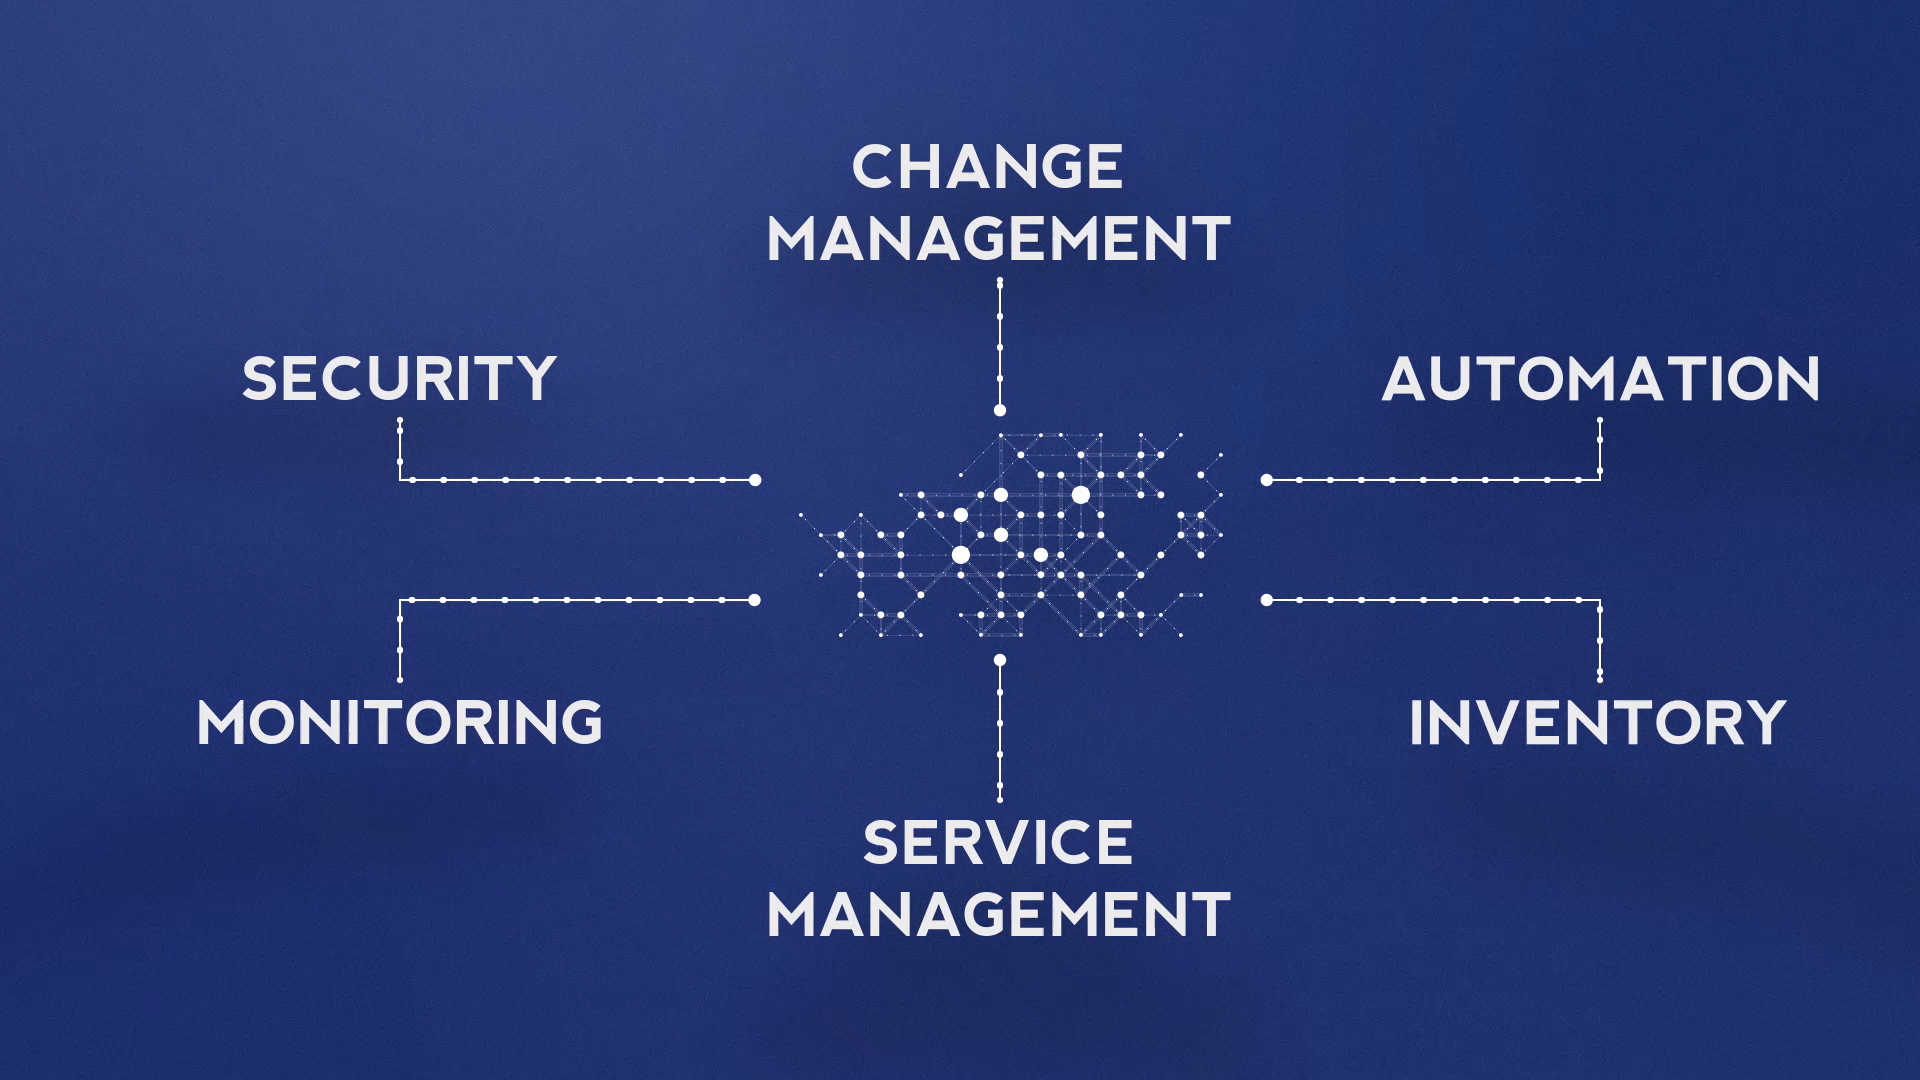 CHANGE
MANAGEMENT
SECURITY
AUTOMATION
MONITORING
INVENTORY
SERVICE
MANAGEMENT